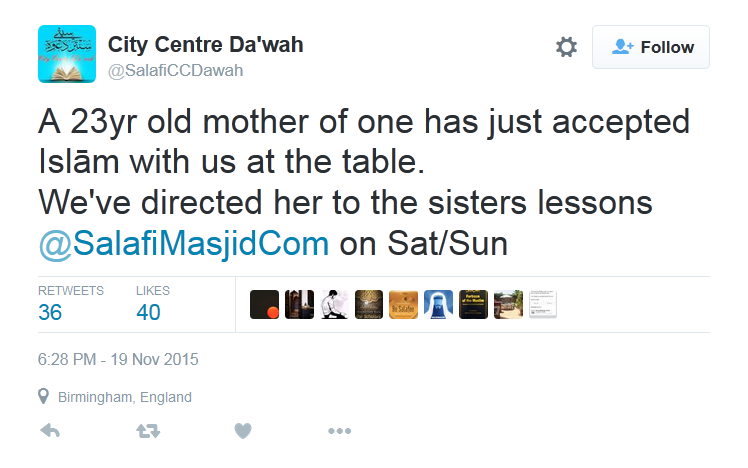 City Centre Da'wah
@SalafiCCDawah
Follow
A 23yr old mother of one has just accepted
Islām with us at the table.
We've directed her to the sisters lessons
@SalafiMasjidCom on Sat/Sun
RETWEETS
LIKES
36
40
6:28 PM - 19 Nov 2015
Birmingham, England